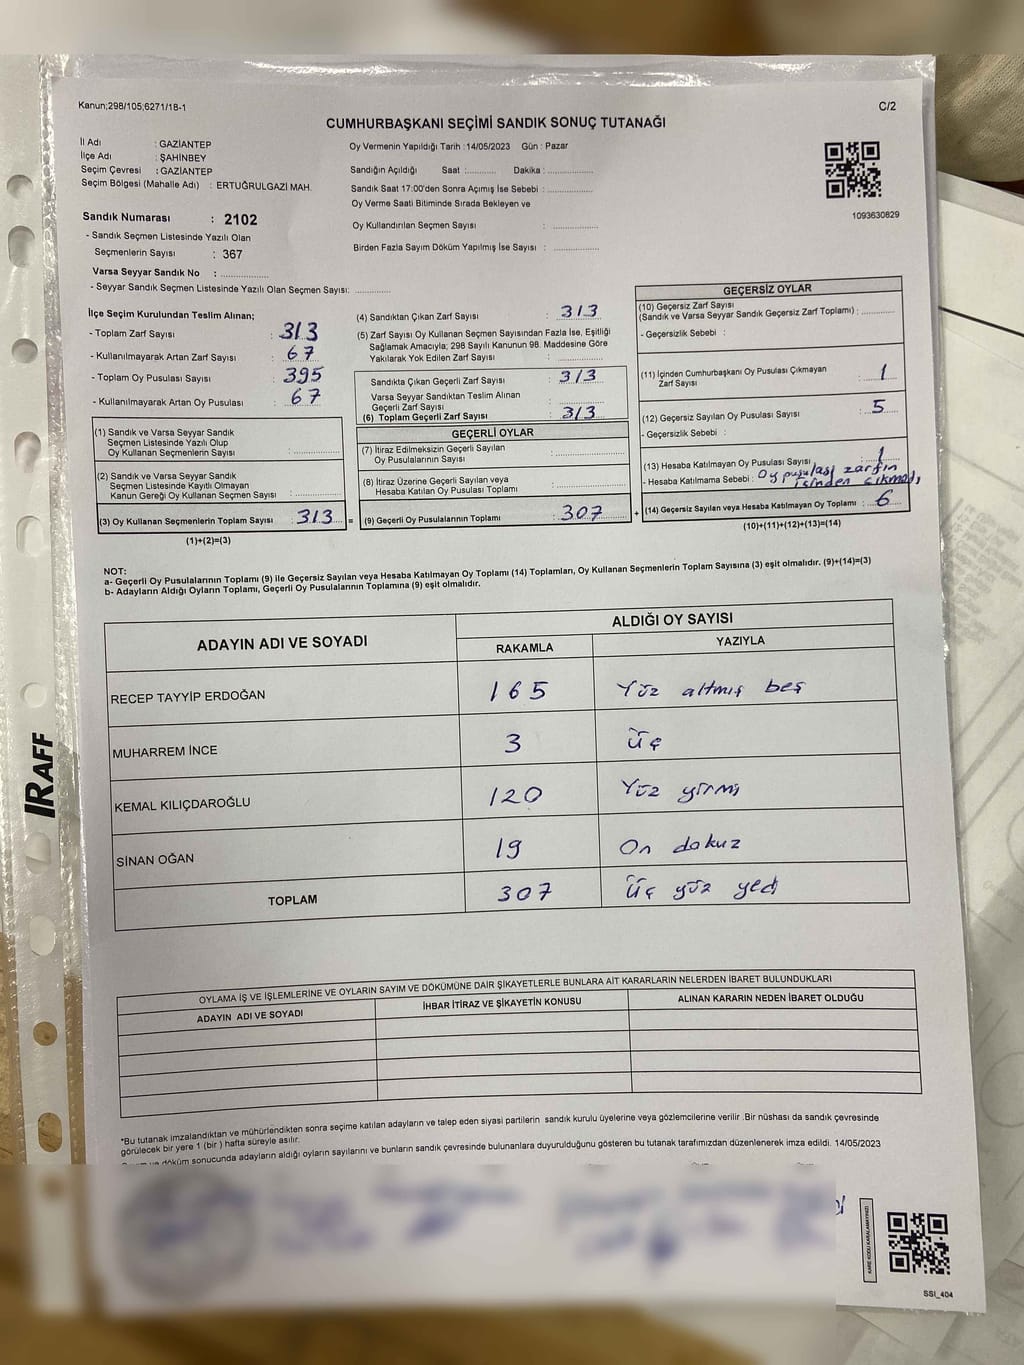 Kanun;298/105;6271/18-1
C/2
CUMHURBAŞKANI SEÇİMİ SANDIK SONUÇ TUTANAĞI
İl Adı : GAZİANTEP
İlçe Adı : ŞAHİNBEY
Seçim Çevresi : GAZİANTEP
Seçim Bölgesi (Mahalle Adı) : ERTUĞRULGAZİ MAH.
Sandık Numarası : 2102
- Sandık Seçmen Listesinde Yazılı Olan
Seçmenlerin Sayısı : 367
Varsa Seyyar Sandık No : ..................
- Seyyar Sandık Seçmen Listesinde Yazılı Olan Seçmen Sayısı: ............
Oy Vermenin Yapıldığı Tarih :14/05/2023 Gün : Pazar
Sandığın Açıldığı Saat :........... Dakika :................
Sandık Saat 17:00'den Sonra Açmış İse Sebebi :................
Oy Verme Saati Bitiminde Sırada Bekleyen ve
Oy Kullandırılan Seçmen Sayısı : ................
Birden Fazla Sayım Döküm Yapılmış İse Sayısı : ................
1093630829
İlçe Seçim Kurulundan Teslim Alınan;
- Toplam Zarf Sayısı : 313
- Kullanılmayarak Artan Zarf Sayısı : 67
- Toplam Oy Pusulası Sayısı : 395
- Kullanılmayarak Artan Oy Pusulası : 67
(1) Sandık ve Varsa Seyyar Sandık
Seçmen Listesinde Yazılı Olup
Oy Kullanan Seçmenlerin Sayısı : ............
(2) Sandık ve Varsa Seyyar Sandık
Seçmen Listesinde Kayıtlı Olmayan
Kanun Gereği Oy Kullanan Seçmen Sayısı : ............
(3) Oy Kullanan Seçmenlerin Toplam Sayısı : 313 =
(1)+(2)=(3)
(4) Sandıktan Çıkan Zarf Sayısı : 313
(5) Zarf Sayısı Oy Kullanan Seçmen Sayısından Fazla İse, Eşitliği
Sağlamak Amacıyla; 298 Sayılı Kanunun 98. Maddesine Göre
Yakılarak Yok Edilen Zarf Sayısı : ................
Sandıkta Çıkan Geçerli Zarf Sayısı : 313
Varsa Seyyar Sandıktan Teslim Alınan
Geçerli Zarf Sayısı : ................
(6) Toplam Geçerli Zarf Sayısı : 313
GEÇERLİ OYLAR
(7) İtiraz Edilmeksizin Geçerli Sayılan
Oy Pusulalarının Sayısı : ................
(8) İtiraz Üzerine Geçerli Sayılan veya
Hesaba Katılan Oy Pusulası Toplamı : ................
(9) Geçerli Oy Pusulalarının Toplamı : 307 +
GEÇERSİZ OYLAR
(10) Geçersiz Zarf Sayısı
(Sandık ve Varsa Seyyar Sandık Geçersiz Zarf Toplamı) : .........
- Geçersizlik Sebebi :
(11) İçinden Cumhurbaşkanı Oy Pusulası Çıkmayan
Zarf Sayısı : 1
(12) Geçersiz Sayılan Oy Pusulası Sayısı : 5
- Geçersizlik Sebebi :
(13) Hesaba Katılmayan Oy Pusulası Sayısı : 1
- Hesaba Katılmama Sebebi : Oy pusulası zarfın
içinden çıkmadı
(14) Geçersiz Sayılan veya Hesaba Katılmayan Oy Toplamı : 6
(10)+(11)+(12)+(13)=(14)
NOT:
a- Geçerli Oy Pusulalarının Toplamı (9) ile Geçersiz Sayılan veya Hesaba Katılmayan Oy Toplamı (14) Toplamları, Oy Kullanan Seçmenlerin Toplam Sayısına (3) eşit olmalıdır. (9)+(14)=(3)
b- Adayların Aldığı Oyların Toplamı, Geçerli Oy Pusulalarının Toplamına (9) eşit olmalıdır.
ADAYIN ADI VE SOYADI
ALDIĞI OY SAYISI
RAKAMLA YAZIYLA
RECEP TAYYİP ERDOĞAN 165 Yüz altmış beş
MUHARREM İNCE 3 üç
KEMAL KILIÇDAROĞLU 120 Yüz yirmi
SİNAN OĞAN 19 On dokuz
TOPLAM 307 üç yüz yedi
OYLAMA İŞ VE İŞLEMLERİNE VE OYLARIN SAYIM VE DÖKÜMÜNE DAİR ŞİKAYETLERLE BUNLARA AİT KARARLARIN NELERDEN İBARET BULUNDUKLARI
ADAYIN ADI VE SOYADI İHBAR İTİRAZ VE ŞİKAYETİN KONUSU ALINAN KARARIN NEDEN İBARET OLDUĞU
*Bu tutanak imzalandıktan ve mühürlendikten sonra seçime katılan adayların ve talep eden siyasi partilerin sandık kurulu üyelerine veya gözlemcilerine verilir .Bir nüshası da sandık çevresinde
görülecek bir yere 1 (bir ) hafta süreyle asılır.
döküm sonucunda adayların aldığı oyların sayılarını ve bunların sandık çevresinde bulunanlara duyurulduğunu gösteren bu tutanak tarafımızdan düzenlenerek imza edildi. 14/05/2023
KARE KODU KARALAMAYINIZ!
SSI_404
KRAFF